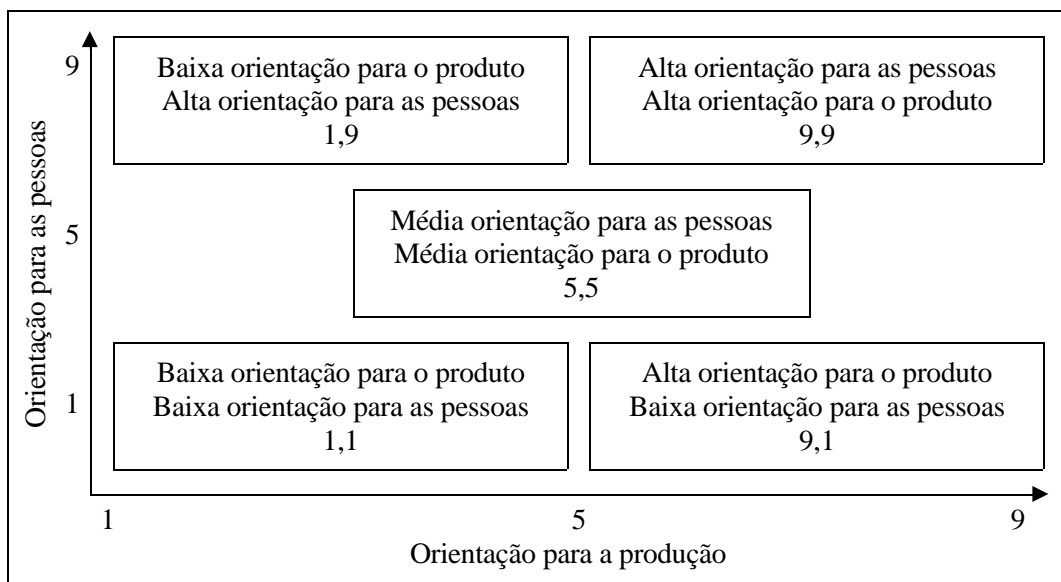 Orientação para as pessoas
9
5
1
Baixa orientação para o produto
Alta orientação para as pessoas
1,9
Alta orientação para as pessoas
Alta orientação para o produto
9,9
Média orientação para as pessoas
Média orientação para o produto
5,5
Baixa orientação para o produto
Baixa orientação para as pessoas
1,1
Alta orientação para o produto
Baixa orientação para as pessoas
9,1
1
5
9
Orientação para a produção